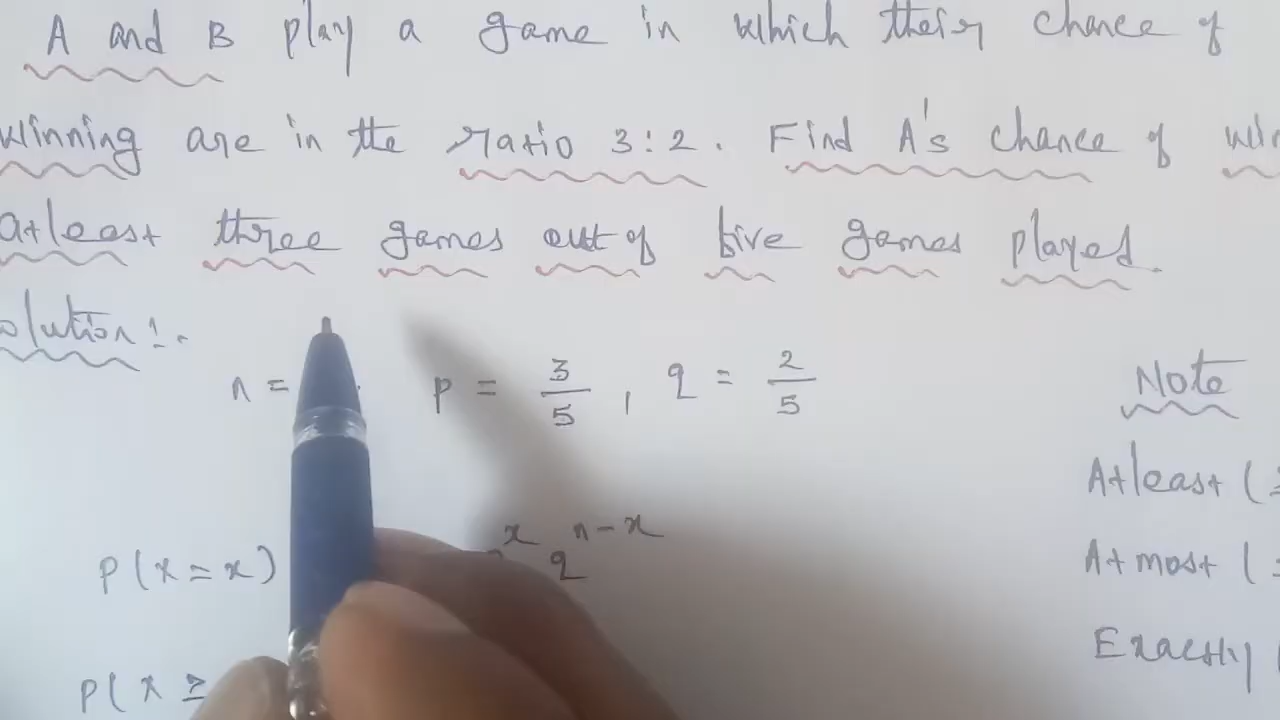 A and B play a game in which their chance of
winning are in the ratio 3:2. Find A's chance of
atleast three games out of five games played.
olution:-
n = p = 3/5, q = 2/5
Note
Atleast (
P(X=x) x q^n-x
Atmost (
Exactly
P(X ≥